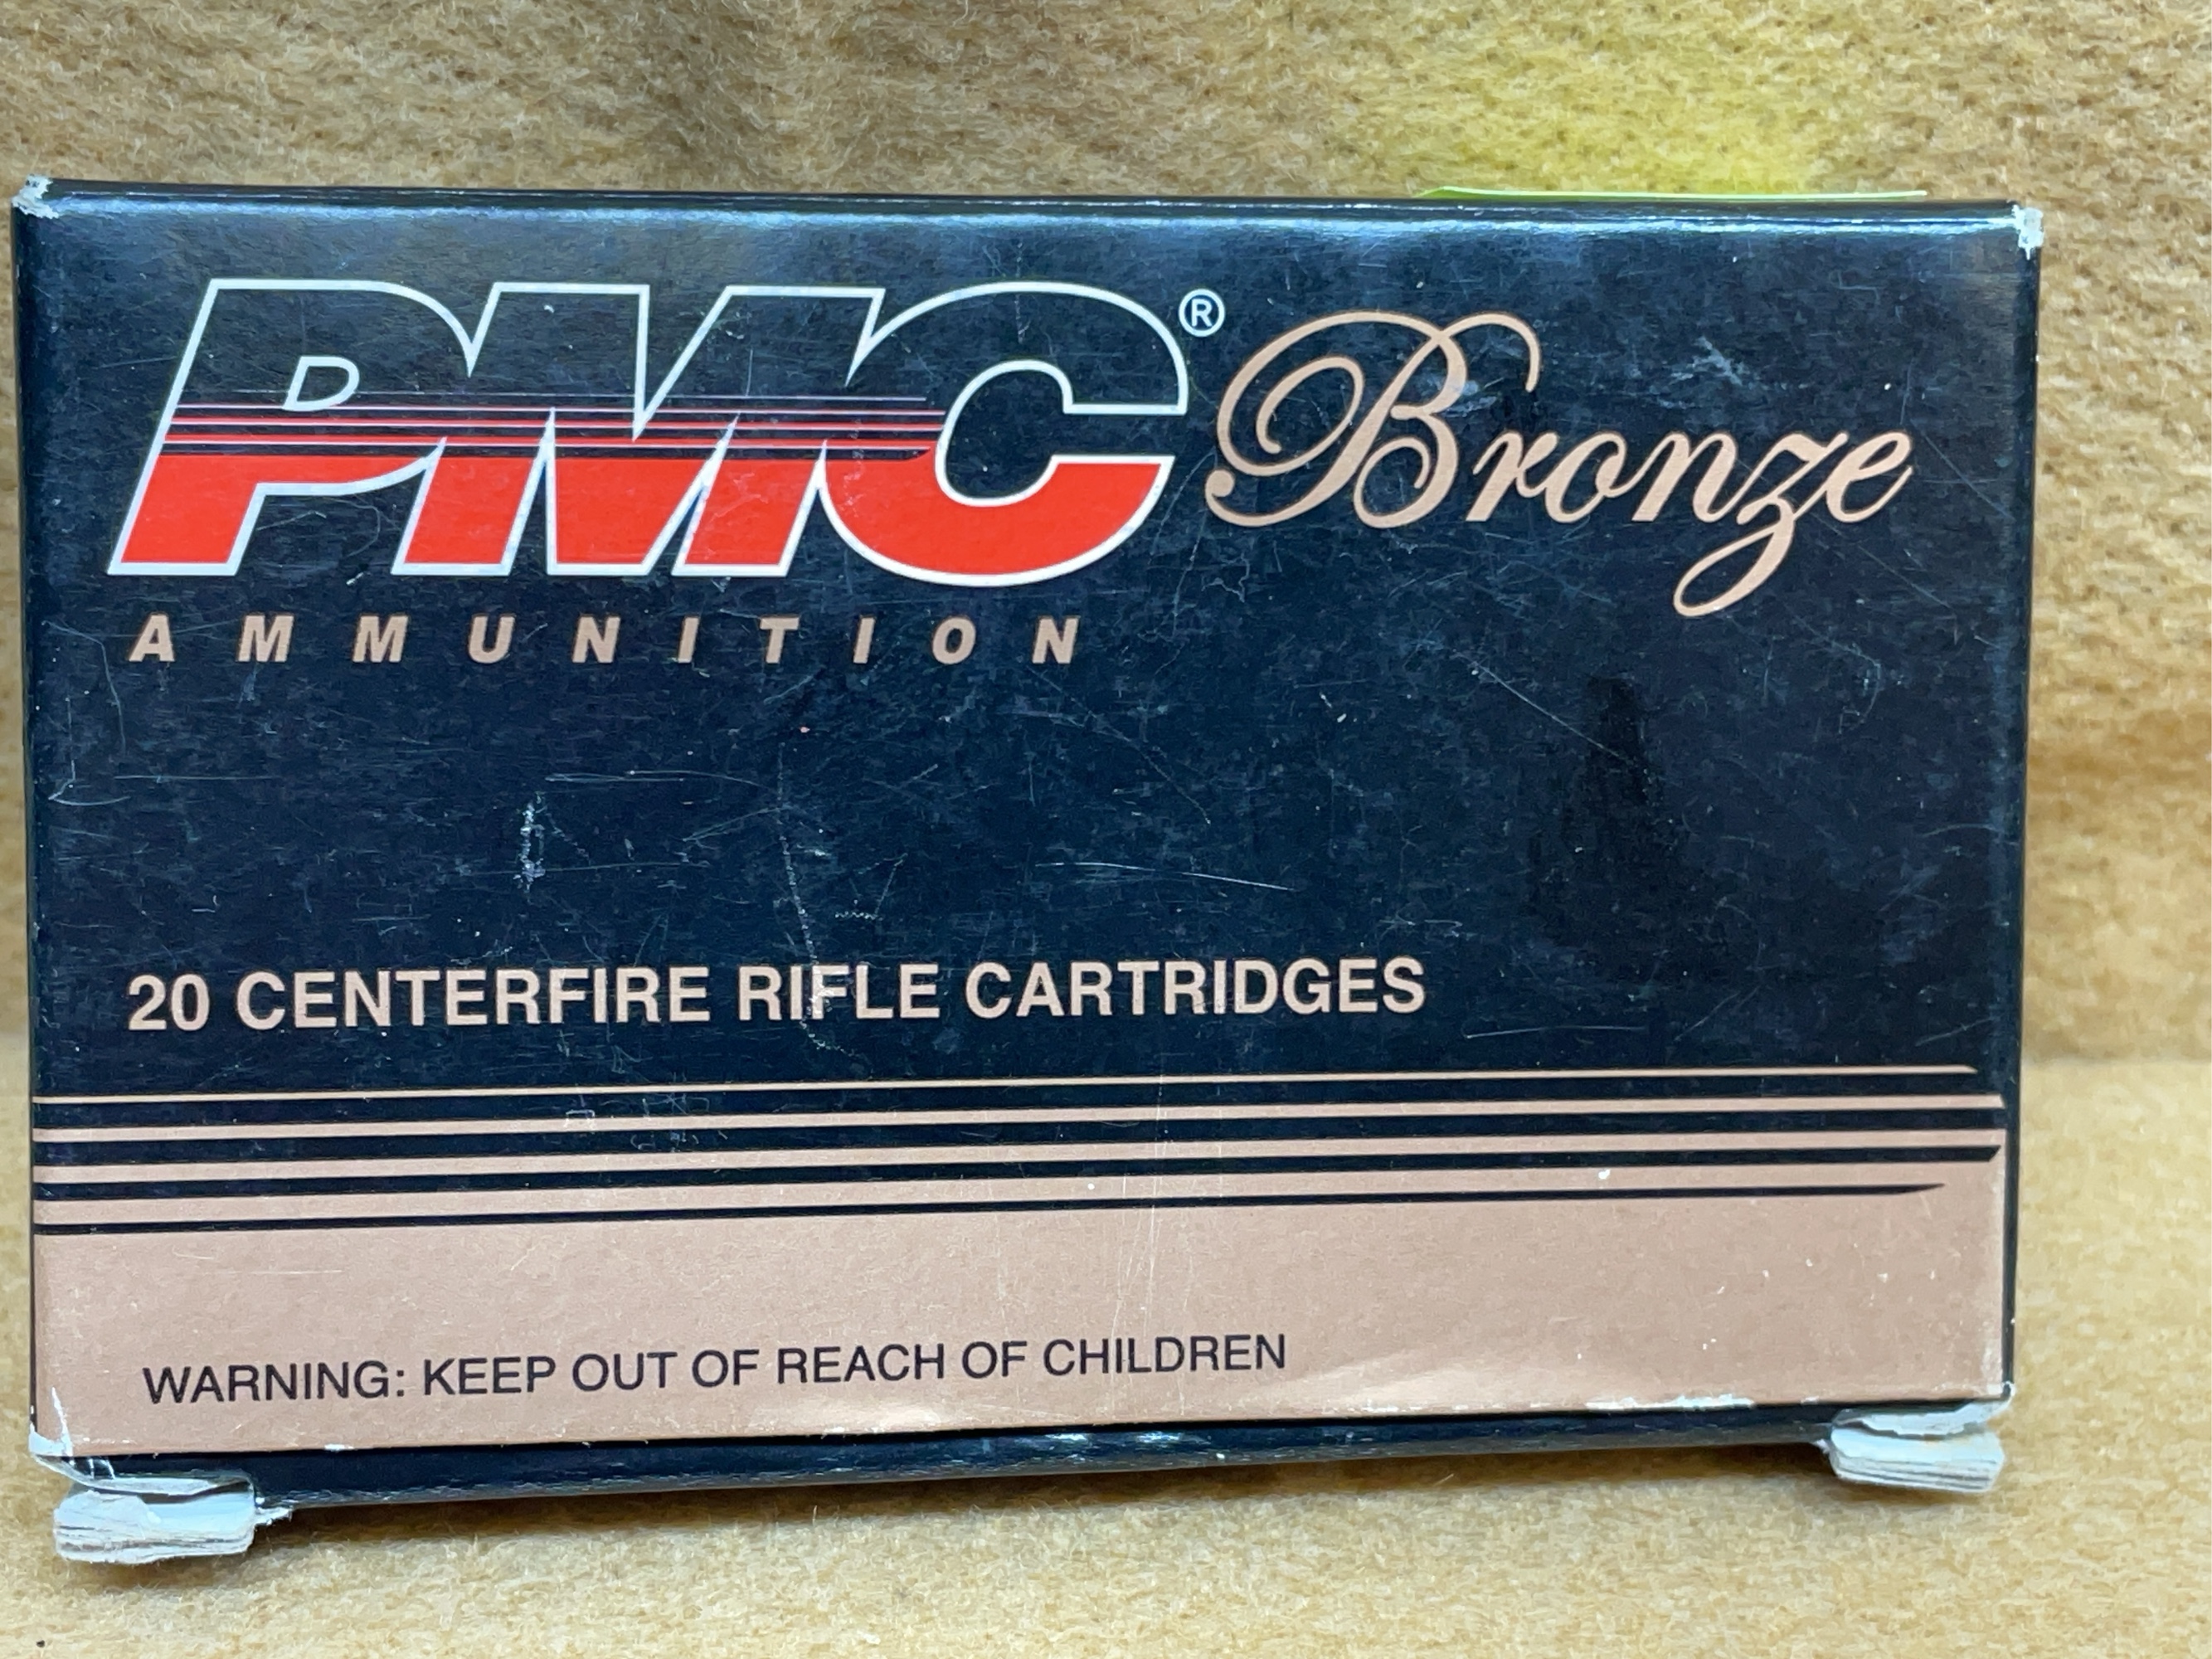 PMC® Bronze
AMMUNITION
20 CENTERFIRE RIFLE CARTRIDGES
WARNING: KEEP OUT OF REACH OF CHILDREN